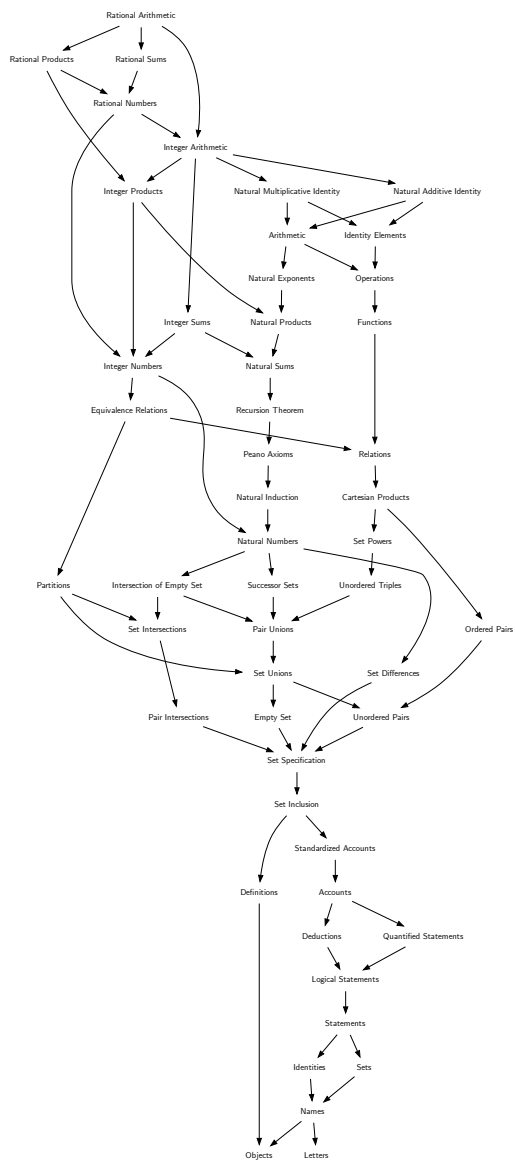 Rational Arithmetic
Rational Products
Rational Sums
Rational Numbers
Integer Arithmetic
Integer Products
Natural Multiplicative Identity
Natural Additive Identity
Arithmetic
Identity Elements
Natural Exponents
Operations
Integer Sums
Natural Products
Functions
Integer Numbers
Natural Sums
Equivalence Relations
Recursion Theorem
Peano Axioms
Relations
Natural Induction
Cartesian Products
Natural Numbers
Set Powers
Partitions
Intersection of Empty Set
Successor Sets
Unordered Triples
Set Intersections
Pair Unions
Ordered Pairs
Set Unions
Set Differences
Pair Intersections
Empty Set
Unordered Pairs
Set Specification
Set Inclusion
Standardized Accounts
Definitions
Accounts
Deductions
Quantified Statements
Logical Statements
Statements
Identities
Sets
Names
Objects
Letters